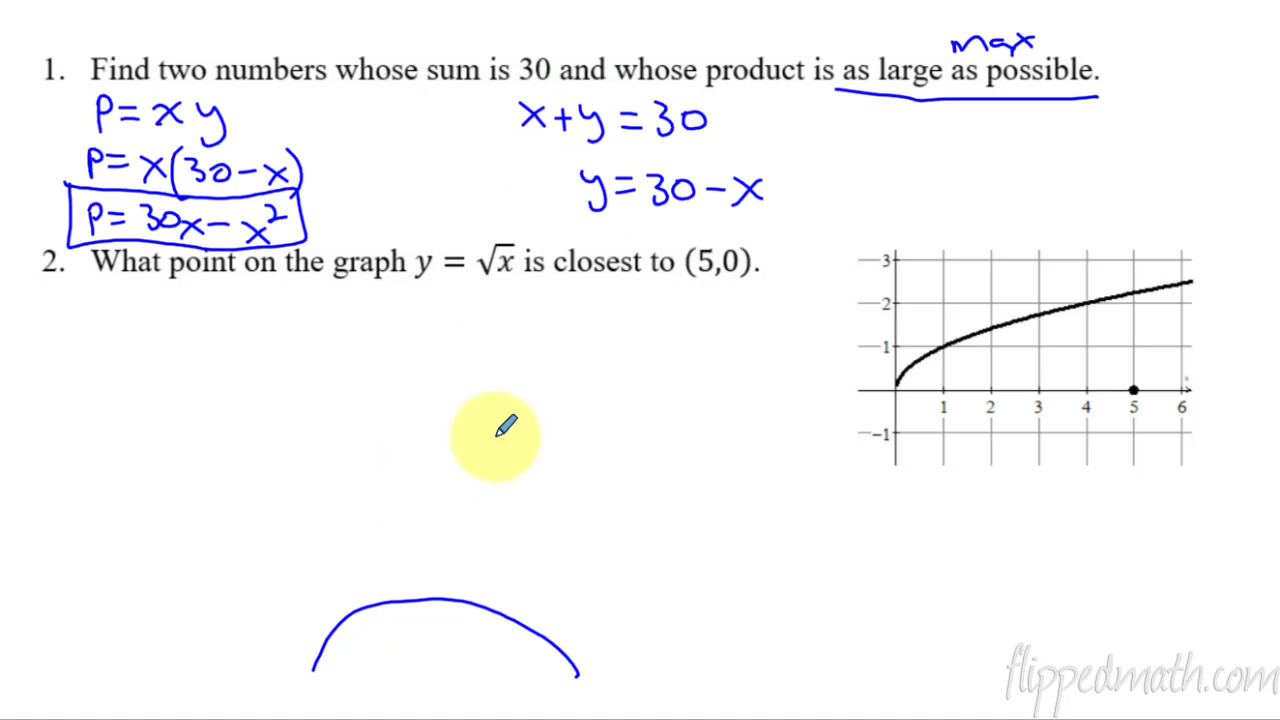 max
1. Find two numbers whose sum is 30 and whose product is as large as possible.
P = x y
x + y = 30
P = x(30 - x)
y = 30 - x
P = 30x - x²
2. What point on the graph y = √x is closest to (5,0).
3
2
1
1 2 3 4 5 6
-1
flippedmath.com